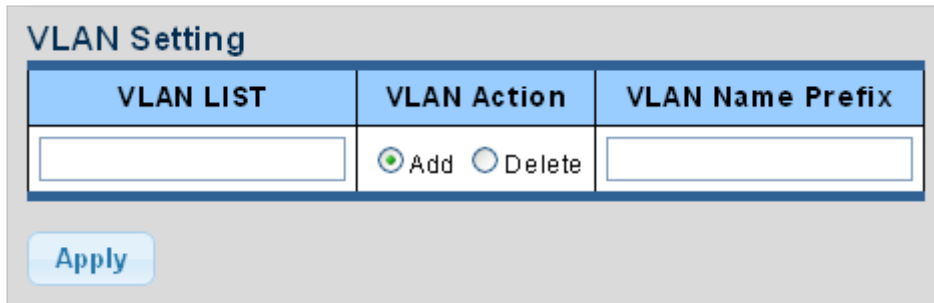 VLAN Setting
VLAN LIST VLAN Action VLAN Name Prefix
Add Delete
Apply